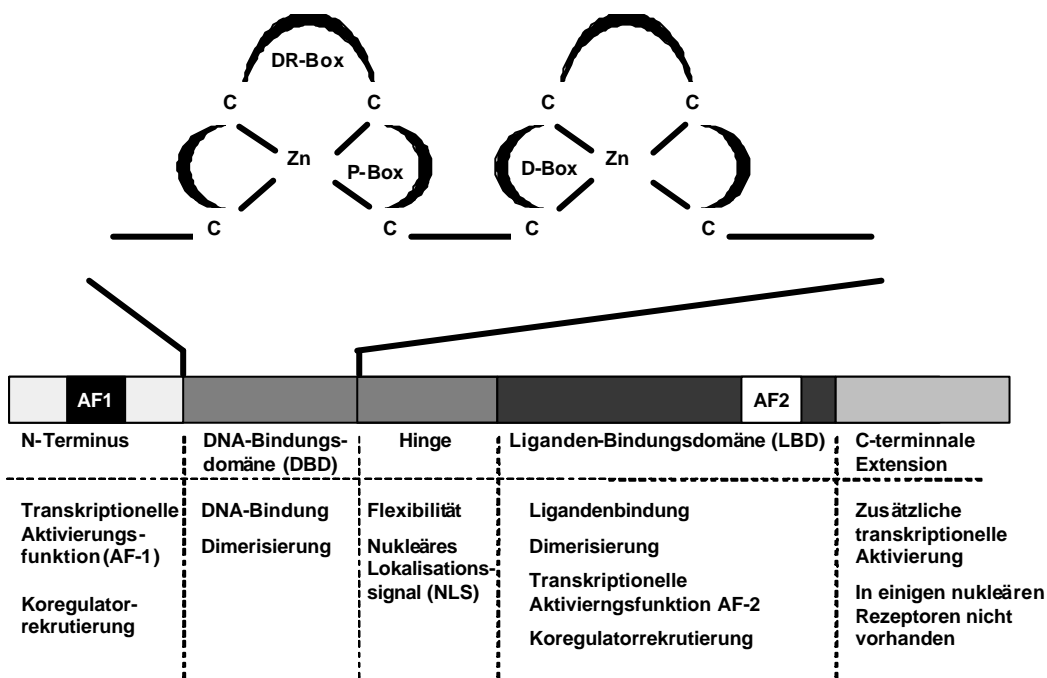 DR-Box
C C C C
Zn Zn
P-Box D-Box
C C C C
AF1 AF2
N-Terminus
DNA-Bindungs-
domäne (DBD)
Hinge
Liganden-Bindungsdomäne (LBD)
C-terminnale
Extension
Transkriptionelle
Aktivierungs-
funktion (AF-1)
Koregulator-
rekrutierung
DNA-Bindung
Dimerisierung
Flexibilität
Nukleäres
Lokalisations-
signal (NLS)
Ligandenbindung
Dimerisierung
Transkriptionelle
Aktivierngsfunktion AF-2
Koregulatorrekrutierung
Zusätzliche
transkriptionelle
Aktivierung
In einigen nukleären
Rezeptoren nicht
vorhanden